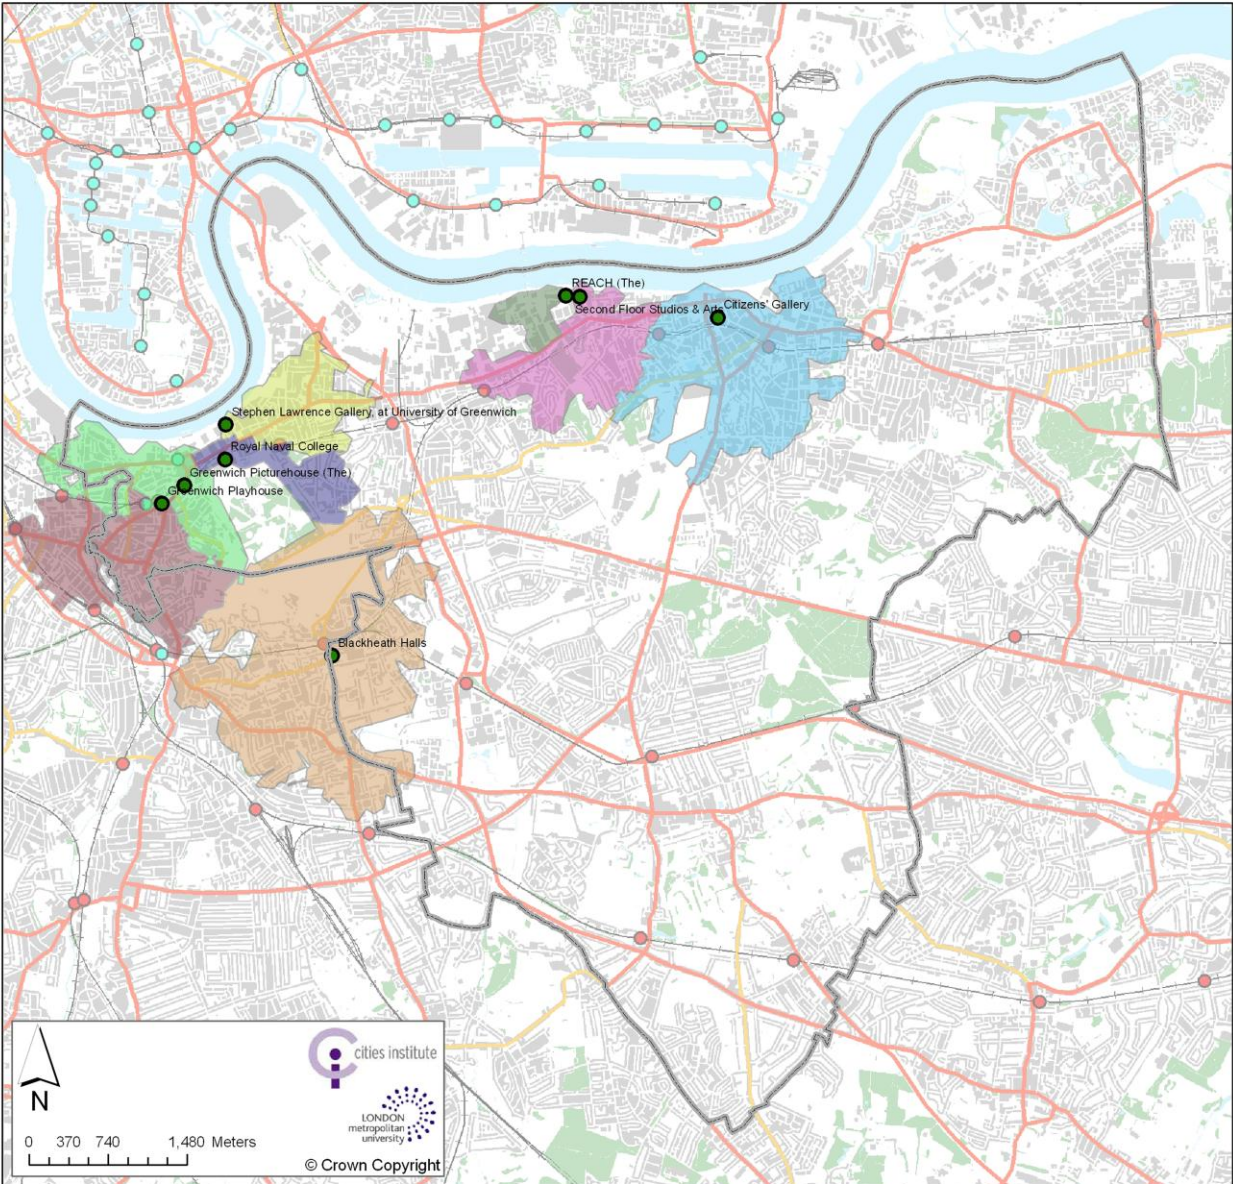 REACH (The)
Second Floor Studios & Arts
Citizens' Gallery
Stephen Lawrence Gallery, at University of Greenwich
Royal Naval College
Greenwich Picturehouse (The)
Greenwich Playhouse
Blackheath Halls
cities institute
N
LONDON
metropolitan
university
0 370 740 1,480 Meters
© Crown Copyright